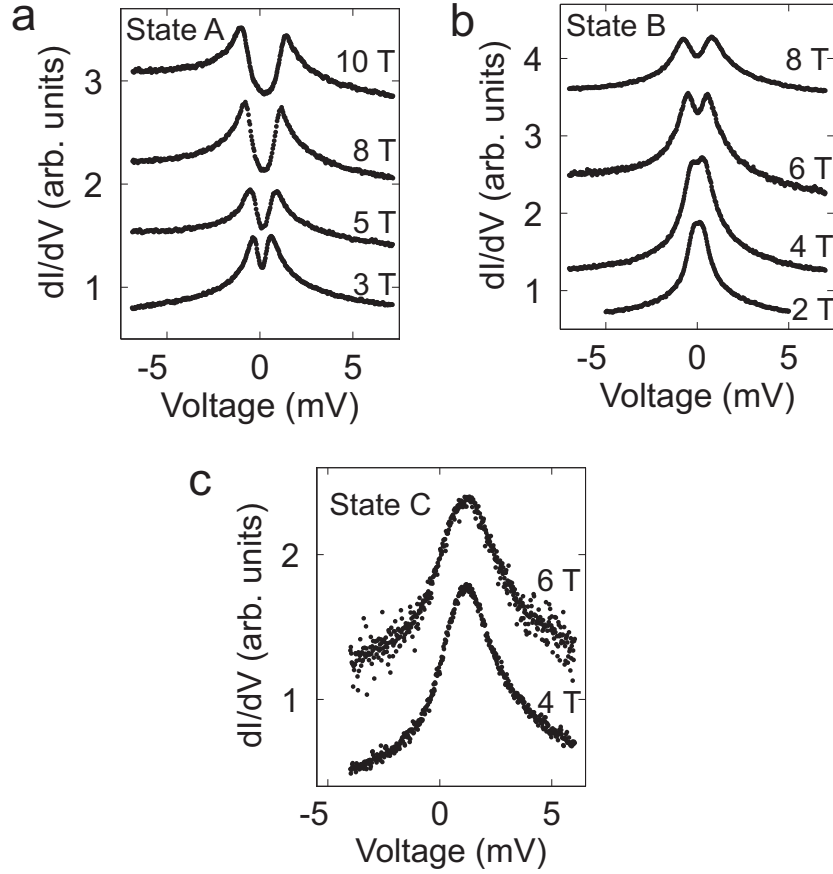 a
State A
10 T
8 T
5 T
3 T
3
2
1
dI/dV (arb. units)
-5 0 5
Voltage (mV)
b
State B
8 T
6 T
4 T
2 T
4
3
2
1
dI/dV (arb. units)
-5 0 5
Voltage (mV)
c
State C
6 T
4 T
2
1
dI/dV (arb. units)
-5 0 5
Voltage (mV)